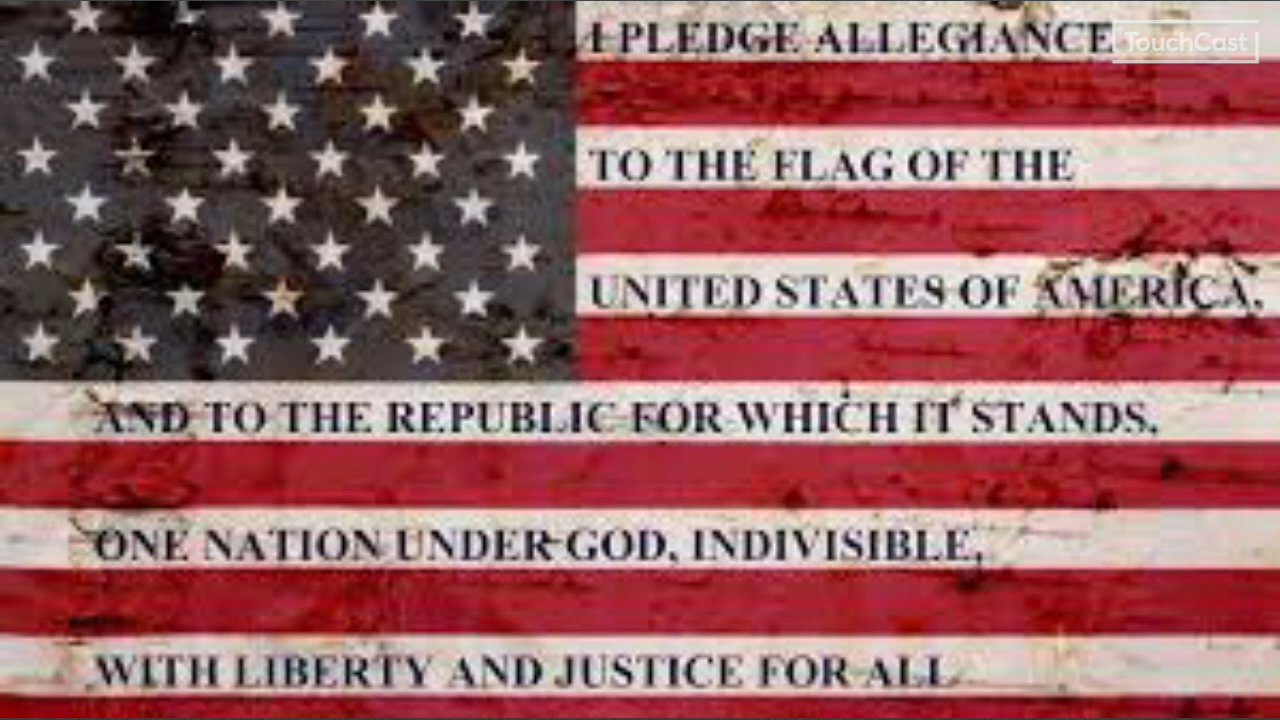 I PLEDGE ALLEGIANCE
TouchCast
TO THE FLAG OF THE
UNITED STATES OF AMERICA,
AND TO THE REPUBLIC FOR WHICH IT STANDS,
ONE NATION UNDER GOD, INDIVISIBLE,
WITH LIBERTY AND JUSTICE FOR ALL